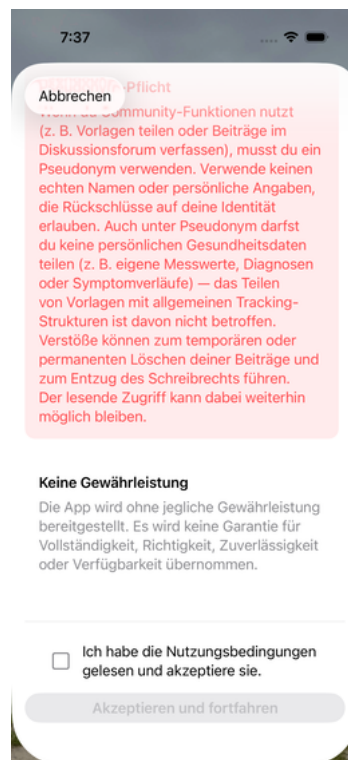 7:37
-Pflicht
Abbrechen
Wenn du Community-Funktionen nutzt
(z. B. Vorlagen teilen oder Beiträge im
Diskussionsforum verfassen), musst du ein
Pseudonym verwenden. Verwende keinen
echten Namen oder persönliche Angaben,
die Rückschlüsse auf deine Identität
erlauben. Auch unter Pseudonym darfst
du keine persönlichen Gesundheitsdaten
teilen (z. B. eigene Messwerte, Diagnosen
oder Symptomverläufe) — das Teilen
von Vorlagen mit allgemeinen Tracking-
Strukturen ist davon nicht betroffen.
Verstöße können zum temporären oder
permanenten Löschen deiner Beiträge und
zum Entzug des Schreibrechts führen.
Der lesende Zugriff kann dabei weiterhin
möglich bleiben.
Keine Gewährleistung
Die App wird ohne jegliche Gewährleistung
bereitgestellt. Es wird keine Garantie für
Vollständigkeit, Richtigkeit, Zuverlässigkeit
oder Verfügbarkeit übernommen.
Ich habe die Nutzungsbedingungen
gelesen und akzeptiere sie.
Akzeptieren und fortfahren